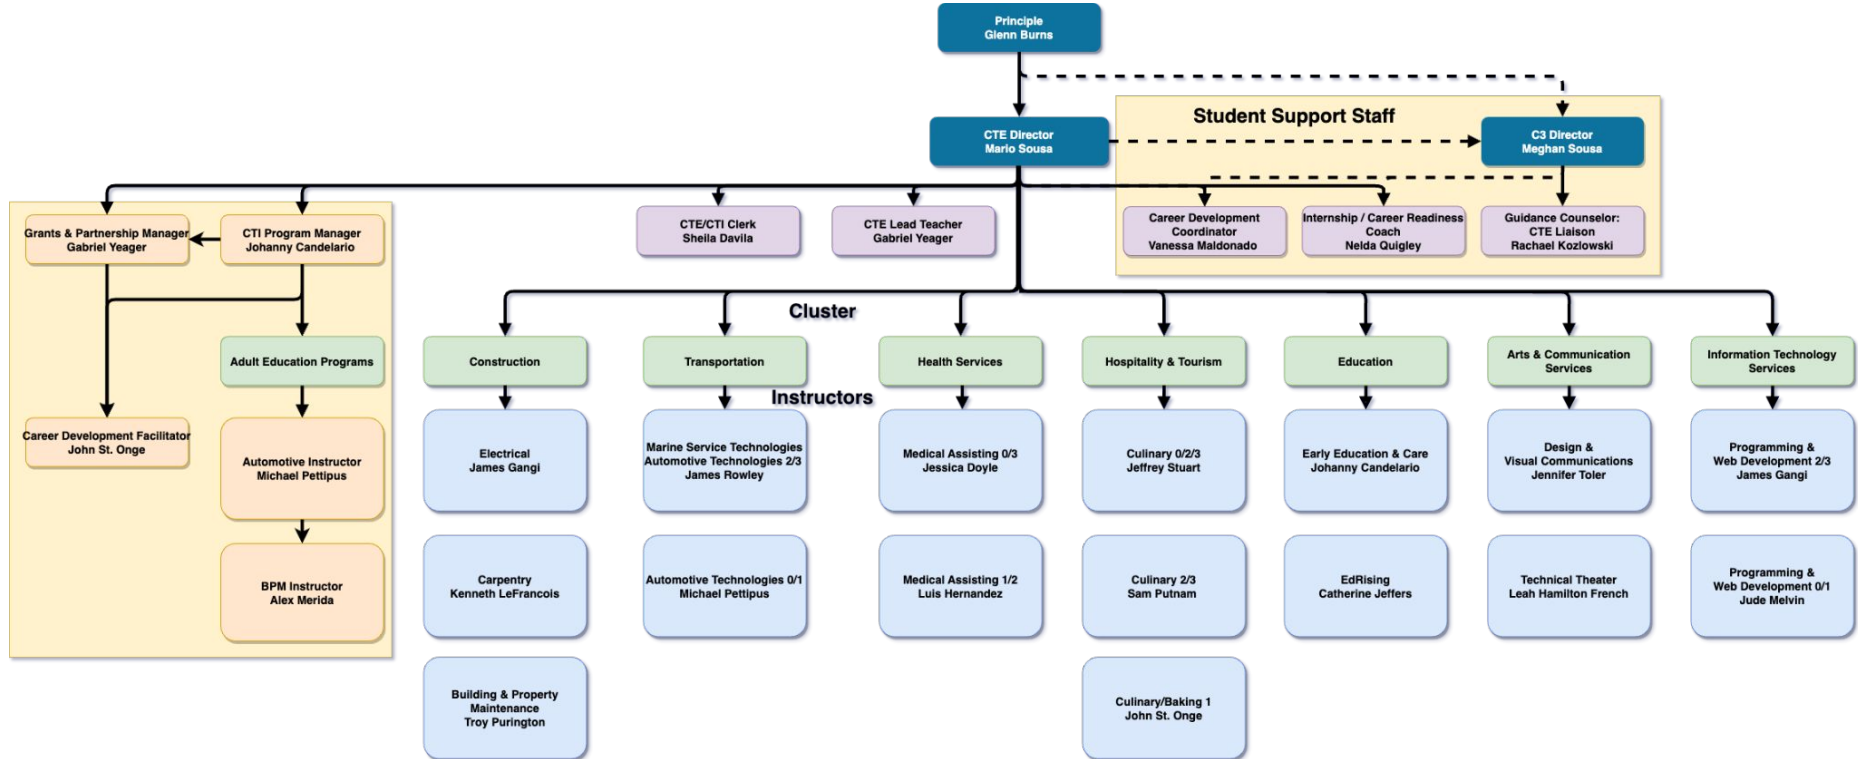 Principle
Glenn Burns
Student Support Staff
CTE Director
Mario Sousa
C3 Director
Meghan Sousa
Grants & Partnership Manager
Gabriel Yeager
CTI Program Manager
Johanny Candelario
CTE/CTI Clerk
Sheila Davila
CTE Lead Teacher
Gabriel Yeager
Career Development
Coordinator
Vanessa Maldonado
Internship / Career Readiness
Coach
Nelda Quigley
Guidance Counselor:
CTE Liaison
Rachael Kozlowski
Cluster
Adult Education Programs
Construction
Transportation
Health Services
Hospitality & Tourism
Education
Arts & Communication
Services
Information Technology
Services
Instructors
Career Development Facilitator
John St. Onge
Automotive Instructor
Michael Pettipus
Electrical
James Gangi
Marine Service Technologies
Automotive Technologies 2/3
James Rowley
Medical Assisting 0/3
Jessica Doyle
Culinary 0/2/3
Jeffrey Stuart
Early Education & Care
Johanny Candelario
Design &
Visual Communications
Jennifer Toler
Programming &
Web Development 2/3
James Gangi
BPM Instructor
Alex Merida
Carpentry
Kenneth LeFrancois
Automotive Technologies 0/1
Michael Pettipus
Medical Assisting 1/2
Luis Hernandez
Culinary 2/3
Sam Putnam
EdRising
Catherine Jeffers
Technical Theater
Leah Hamilton French
Programming &
Web Development 0/1
Jude Melvin
Building & Property
Maintenance
Troy Purington
Culinary/Baking 1
John St. Onge